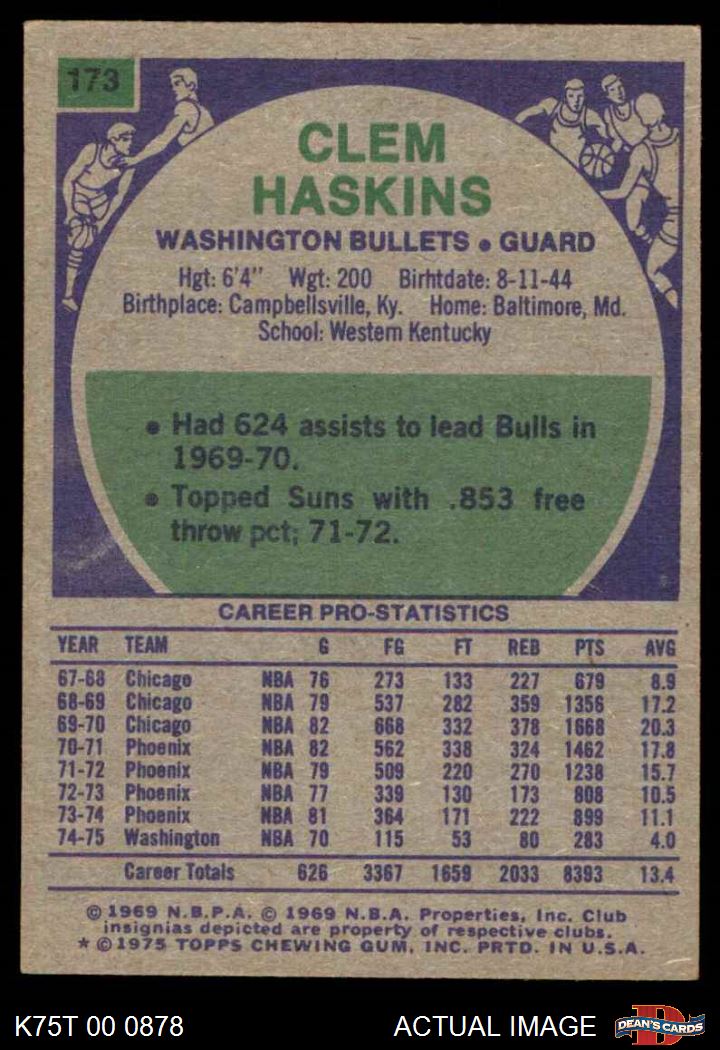 173
CLEM
HASKINS
WASHINGTON BULLETS • GUARD
Hgt: 6'4" Wgt: 200 Birhtdate: 8-11-44
Birthplace: Campbellsville, Ky. Home: Baltimore, Md.
School: Western Kentucky
• Had 624 assists to lead Bulls in
1969-70.
• Topped Suns with .853 free
throw pct; 71-72.
CAREER PRO-STATISTICS
YEAR TEAM G FG FT REB PTS AVG
67-68 Chicago NBA 76 273 133 227 679 8.9
68-69 Chicago NBA 79 537 282 359 1356 17.2
69-70 Chicago NBA 82 668 332 378 1668 20.3
70-71 Phoenix NBA 82 562 338 324 1462 17.8
71-72 Phoenix NBA 79 509 220 270 1238 15.7
72-73 Phoenix NBA 77 339 130 173 808 10.5
73-74 Phoenix NBA 81 364 171 222 899 11.1
74-75 Washington NBA 70 115 53 80 283 4.0
Career Totals 626 3367 1659 2033 8393 13.4
© 1969 N.B.P.A. © 1969 N.B.A. Properties, Inc. Club
insignias depicted are property of respective clubs.
* © 1975 TOPPS CHEWING GUM, INC. PRTD. IN U.S.A.
K75T 00 0878 ACTUAL IMAGE D DEAN'S CARDS